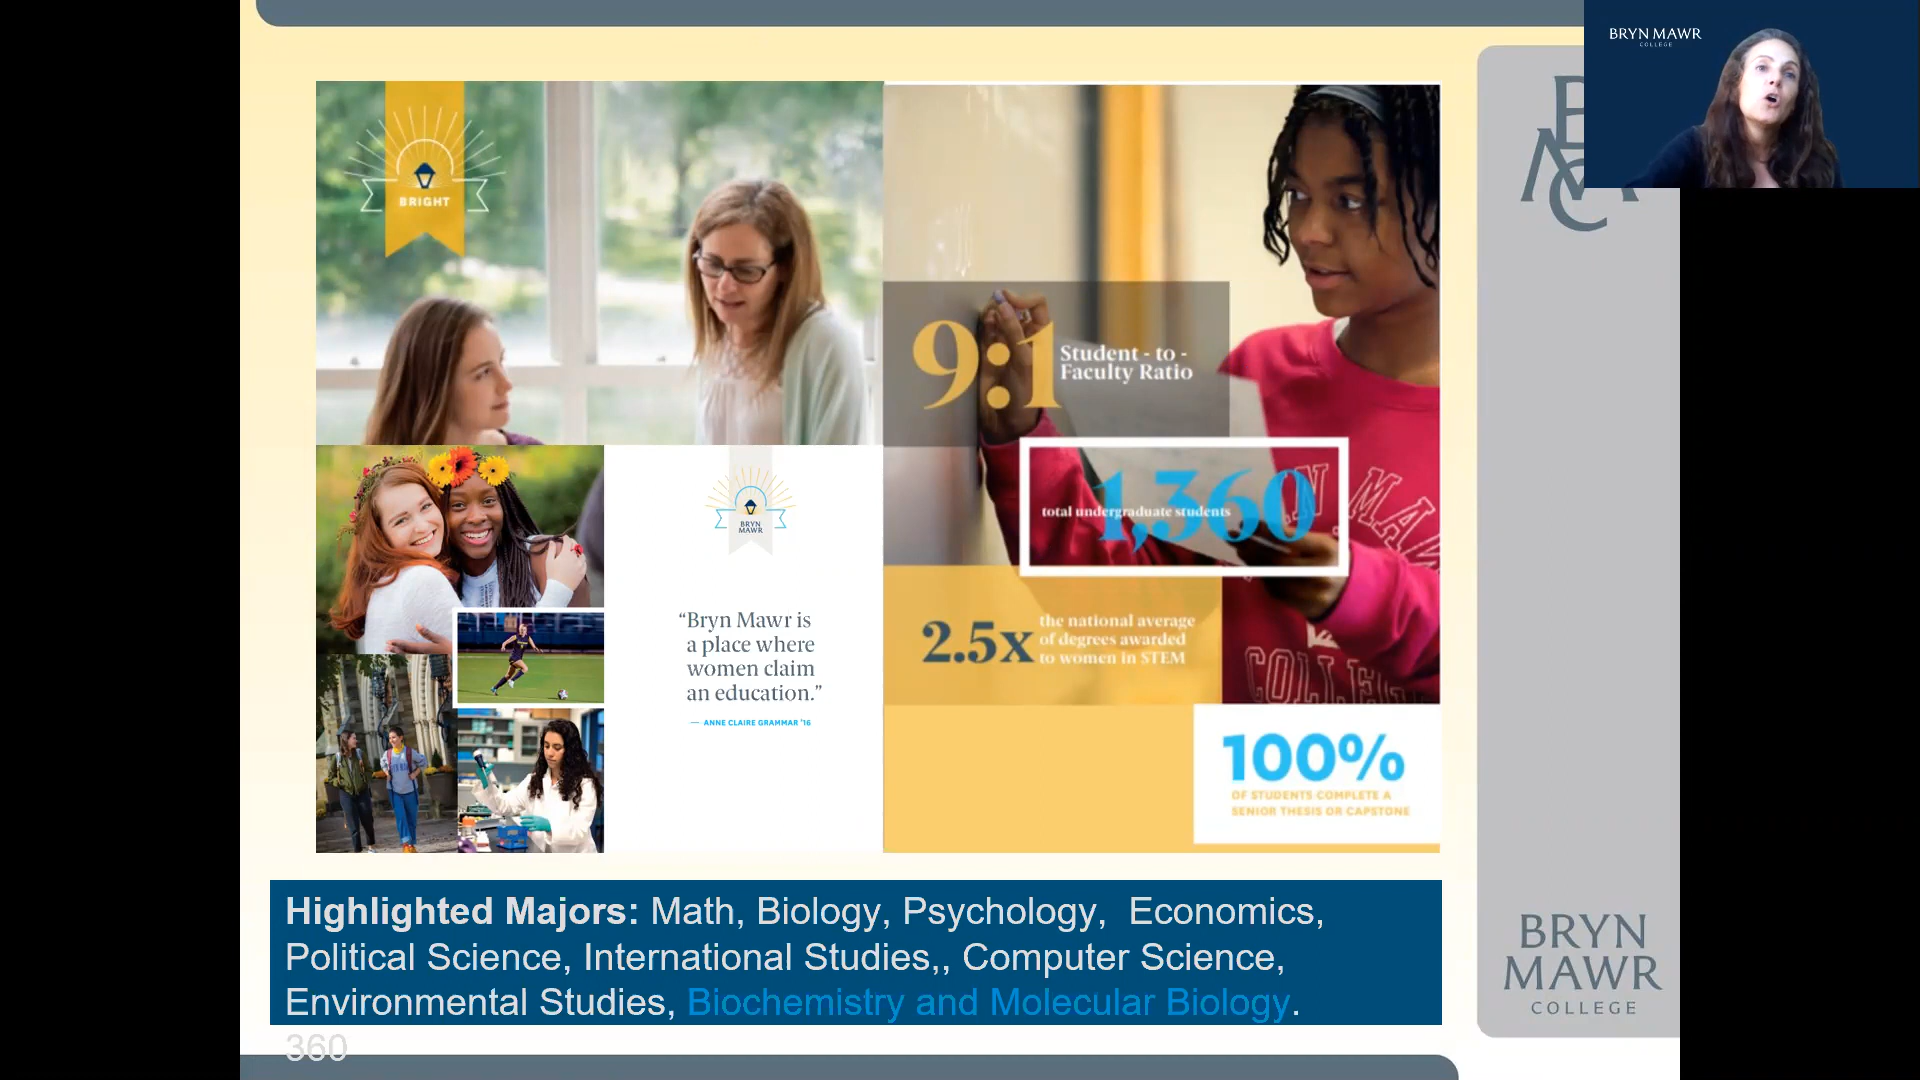 BRYN MAWR
COLLEGE
BMC
BRIGHT
9:1
Student - to -
Faculty Ratio
1,360
total undergraduate students
2.5x
the national average
of degrees awarded
to women in STEM
100%
OF STUDENTS COMPLETE A
SENIOR THESIS OR CAPSTONE
BRYN
MAWR
“Bryn Mawr is
a place where
women claim
an education.”
— ANNE CLAIRE GRAMMAR '16
Highlighted Majors: Math, Biology, Psychology,  Economics,
Political Science, International Studies,, Computer Science,
Environmental Studies, Biochemistry and Molecular Biology.
360
BRYN
MAWR
COLLEGE